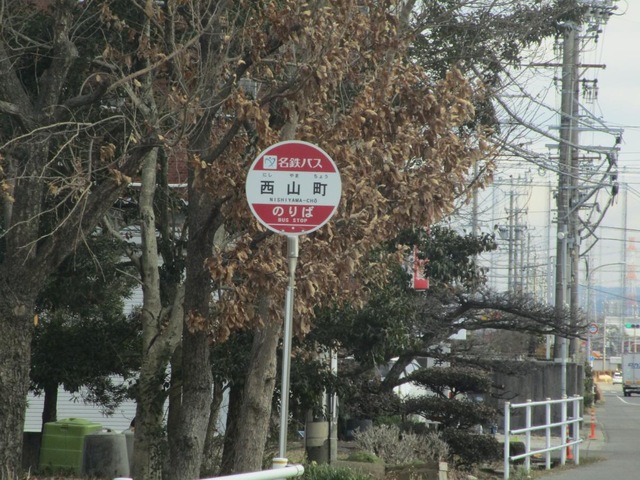 名鉄バス
にし やま ちょう
西山町
NISHIYAMA-CHŌ
のりば
BUS STOP